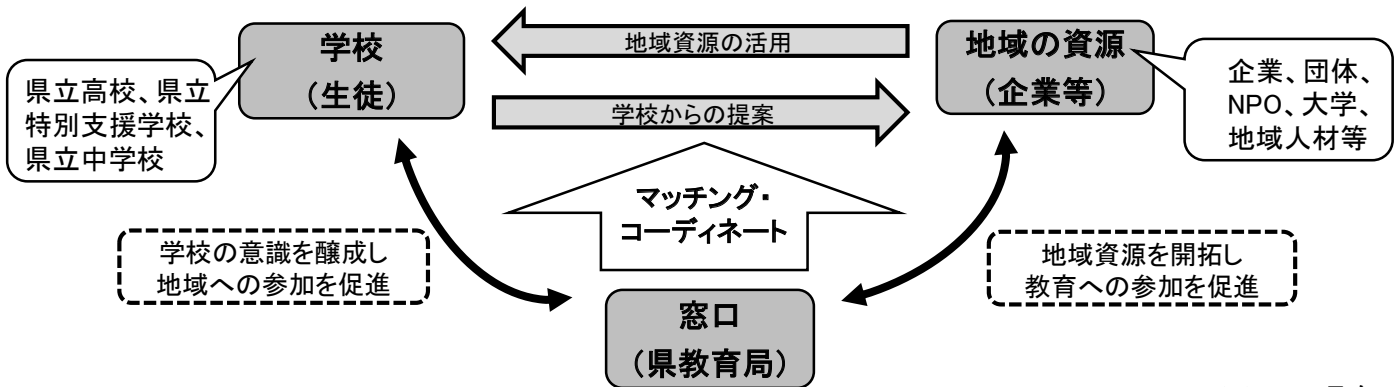 学校
（生徒）
県立高校、県立
特別支援学校、
県立中学校
地域資源の活用
学校からの提案
地域の資源
（企業等）
企業、団体、
NPO、大学、
地域人材等
マッチング・
コーディネート
学校の意識を醸成し
地域への参加を促進
地域資源を開拓し
教育への参加を促進
窓口
（県教育局）